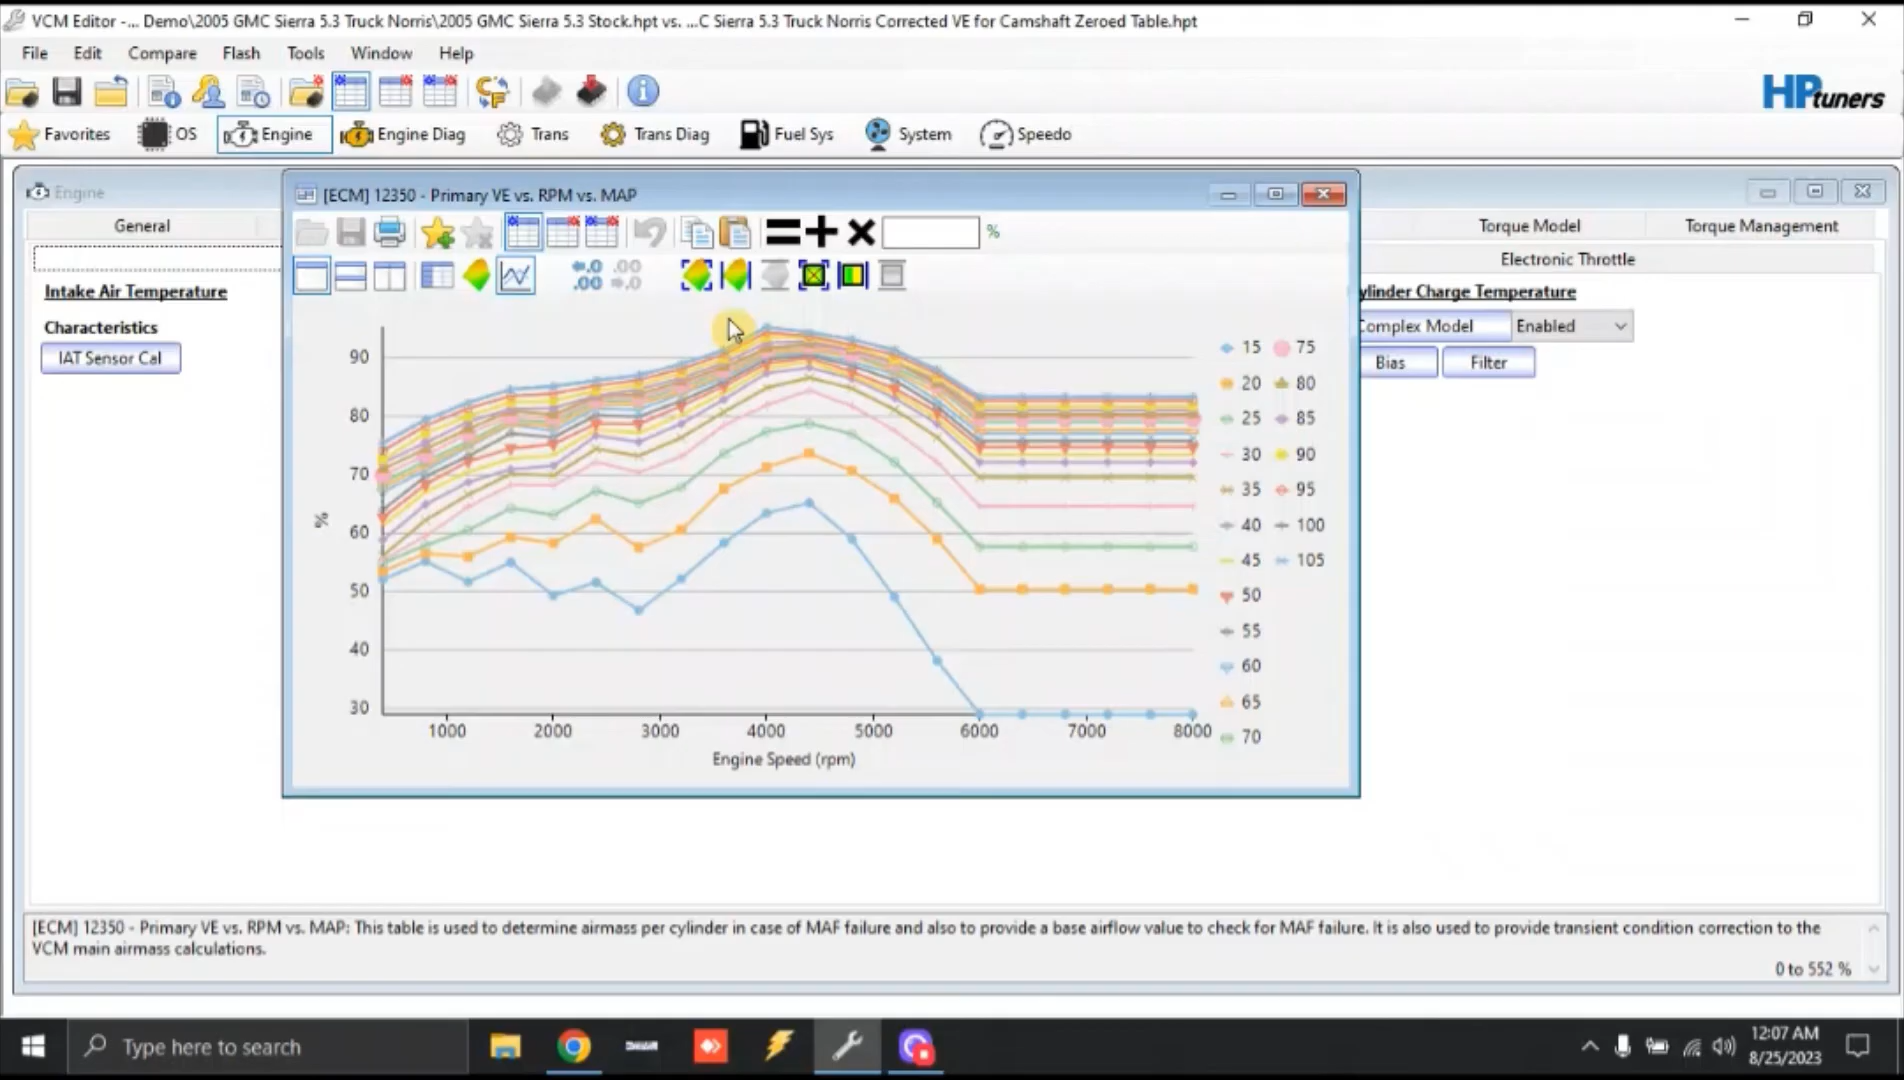 VCM Editor -... Demo\2005 GMC Sierra 5.3 Truck Norris\2005 GMC Sierra 5.3 Stock.hpt vs. ...C Sierra 5.3 Truck Norris Corrected VE for Camshaft Zeroed Table.hpt
File Edit Compare Flash Tools Window Help
HPtuners
Favorites OS Engine Engine Diag Trans Trans Diag Fuel Sys System Speedo
Engine
[ECM] 12350 - Primary VE vs. RPM vs. MAP
General
Torque Model Torque Management
%
Electronic Throttle
Intake Air Temperature
ylinder Charge Temperature
Characteristics
Complex Model Enabled
IAT Sensor Cal
Bias Filter
90
80
70
60
50
40
30
%
1000 2000 3000 4000 5000 6000 7000 8000
Engine Speed (rpm)
15 75
20 80
25 85
30 90
35 95
40 100
45 105
50
55
60
65
70
[ECM] 12350 - Primary VE vs. RPM vs. MAP: This table is used to determine airmass per cylinder in case of MAF failure and also to provide a base airflow value to check for MAF failure. It is also used to provide transient condition correction to the
VCM main airmass calculations.
0 to 552 %
Type here to search
12:07 AM
8/25/2023